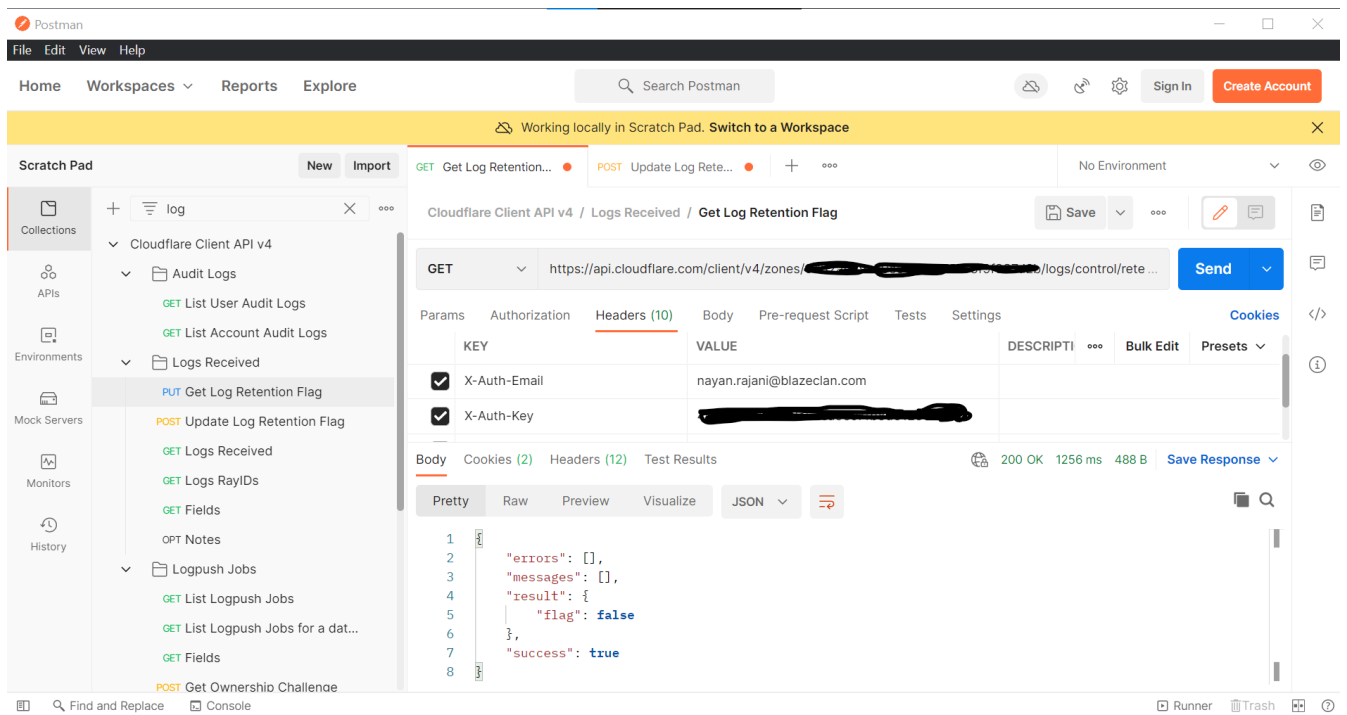 Postman
File Edit View Help
Home Workspaces Reports Explore Search Postman Sign In Create Account
Working locally in Scratch Pad. Switch to a Workspace
Scratch Pad New Import GET Get Log Retention... POST Update Log Rete... No Environment
log
Collections
APIs
Environments
Mock Servers
Monitors
History
Cloudflare Client API v4
Audit Logs
GET List User Audit Logs
GET List Account Audit Logs
Logs Received
PUT Get Log Retention Flag
POST Update Log Retention Flag
GET Logs Received
GET Logs RayIDs
GET Fields
OPT Notes
Logpush Jobs
GET List Logpush Jobs
GET List Logpush Jobs for a dat...
GET Fields
POST Get Ownership Challenge
Cloudflare Client API v4 / Logs Received / Get Log Retention Flag Save
GET https://api.cloudflare.com/client/v4/zones/ /logs/control/rete... Send
Params Authorization Headers (10) Body Pre-request Script Tests Settings Cookies
KEY VALUE DESCRIPTI Bulk Edit Presets
X-Auth-Email nayan.rajani@blazeclan.com
X-Auth-Key
Body Cookies (2) Headers (12) Test Results 200 OK 1256 ms 488 B Save Response
Pretty Raw Preview Visualize JSON
1 {
2 "errors": [],
3 "messages": [],
4 "result": {
5 "flag": false
6 },
7 "success": true
8 }
Find and Replace Console Runner Trash